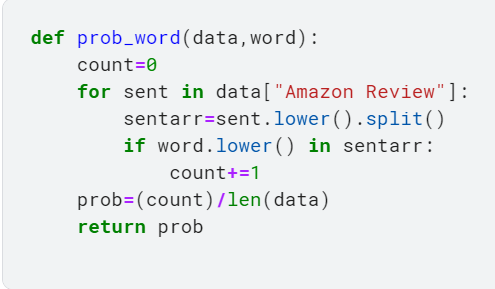 def prob_word(data,word):
    count=0
    for sent in data["Amazon Review"]:
        sentarr=sent.lower().split()
        if word.lower() in sentarr:
            count+=1
    prob=(count)/len(data)
    return prob